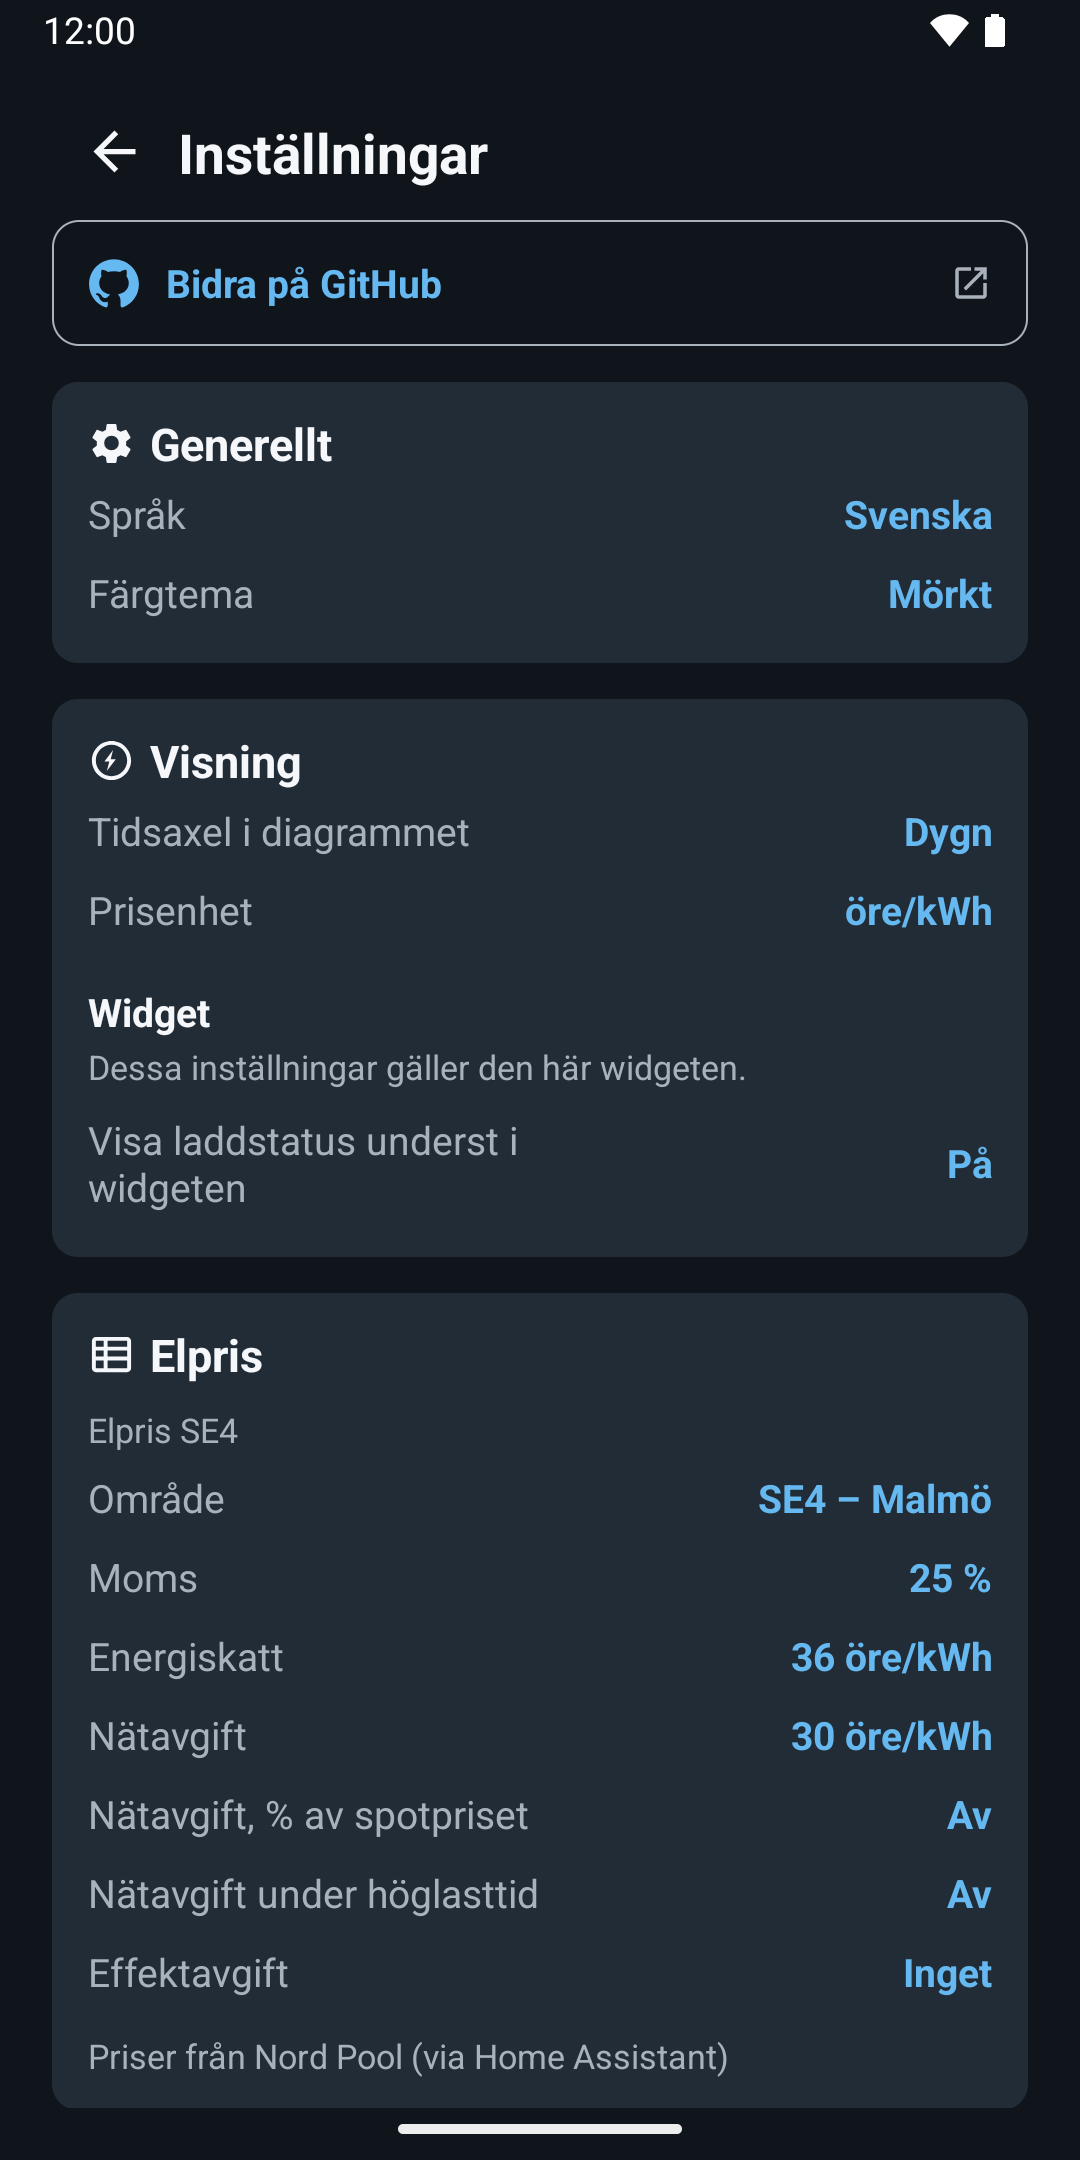 12:00
Inställningar
Bidra på GitHub
Generellt
Språk Svenska
Färgtema Mörkt
Visning
Tidsaxel i diagrammet Dygn
Prisenhet öre/kWh
Widget
Dessa inställningar gäller den här widgeten.
Visa laddstatus underst i
widgeten
På
Elpris
Elpris SE4
Område SE4 – Malmö
Moms 25 %
Energiskatt 36 öre/kWh
Nätavgift 30 öre/kWh
Nätavgift, % av spotpriset Av
Nätavgift under höglasttid Av
Effektavgift Inget
Priser från Nord Pool (via Home Assistant)